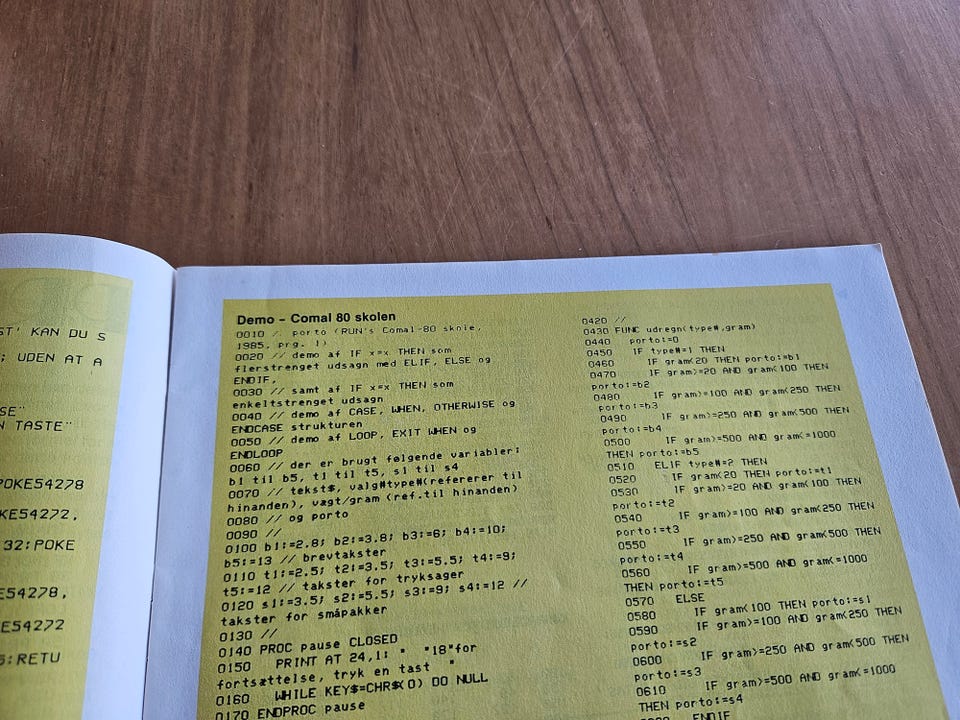 ST' KAN DU S
; UDEN AT A
SE"
N TASTE"
POKE54278
KE54272,
32:POKE
E54278,
E54272
5:RETU
Demo – Comal 80 skolen
0010 /. porto (RUN's Comal-80 skole,
1985, prg. 1)
0020 // demo af IF x=x THEN som
flerstrenget udsagn med ELIF, ELSE og
ENDIF,
0030 // samt af IF x=x THEN som
enkeltstrenget udsagn
0040 // demo af CASE, WHEN, OTHERWISE og
ENDCASE strukturen
0050 // demo af LOOP, EXIT WHEN og
ENDLOOP
0060 // der er brugt følgende variabler:
b1 til b5, t1 til t5, s1 til s4
0070 // tekst$, valg#type#(refererer til
hinanden), vægt/gram (ref.til hinanden)
0080 // og porto
0090 //
0100 b1:=2.8; b2:=3.8; b3:=6; b4:=10;
b5:=13 // brevtakster
0110 t1:=2.5; t2:=3.5; t3:=5.5; t4:=9;
t5:=12 // takster for tryksager
0120 s1:=3.5; s2:=5.5; s3:=9; s4:=12 //
takster for småpakker
0130 //
0140 PROC pause CLOSED
0150 PRINT AT 24,1: " "18"for
fortsættelse, tryk en tast "
0160 WHILE KEY$=CHR$(0) DO NULL
0170 ENDPROC pause
0420 //
0430 FUNC udregn(type#,gram)
0440 porto:=0
0450 IF type#=1 THEN
0460 IF gram<20 THEN porto:=b1
0470 IF gram>=20 AND gram<100 THEN
porto:=b2
0480 IF gram>=100 AND gram<250 THEN
porto:=b3
0490 IF gram>=250 AND gram<500 THEN
porto:=b4
0500 IF gram>=500 AND gram<=1000
THEN porto:=b5
0510 ELIF type#=2 THEN
0520 IF gram<20 THEN porto:=t1
0530 IF gram>=20 AND gram<100 THEN
porto:=t2
0540 IF gram>=100 AND gram<250 THEN
porto:=t3
0550 IF gram>=250 AND gram<500 THEN
porto:=t4
0560 IF gram>=500 AND gram<=1000
THEN porto:=t5
0570 ELSE
0580 IF gram<100 THEN porto:=s1
0590 IF gram>=100 AND gram<250 THEN
porto:=s2
0600 IF gram>=250 AND gram<500 THEN
porto:=s3
0610 IF gram>=500 AND gram<=1000
THEN porto:=s4
ENDIF